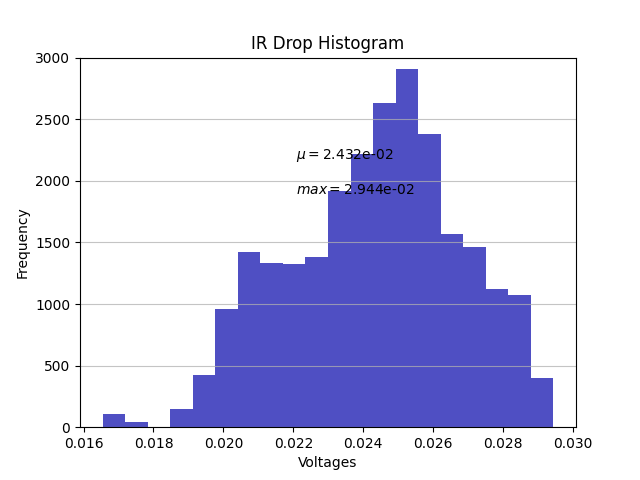 IR Drop Histogram
3000
2500
2000
1500
1000
500
0
Frequency
μ = 2.432e-02
max = 2.944e-02
0.016 0.018 0.020 0.022 0.024 0.026 0.028 0.030
Voltages